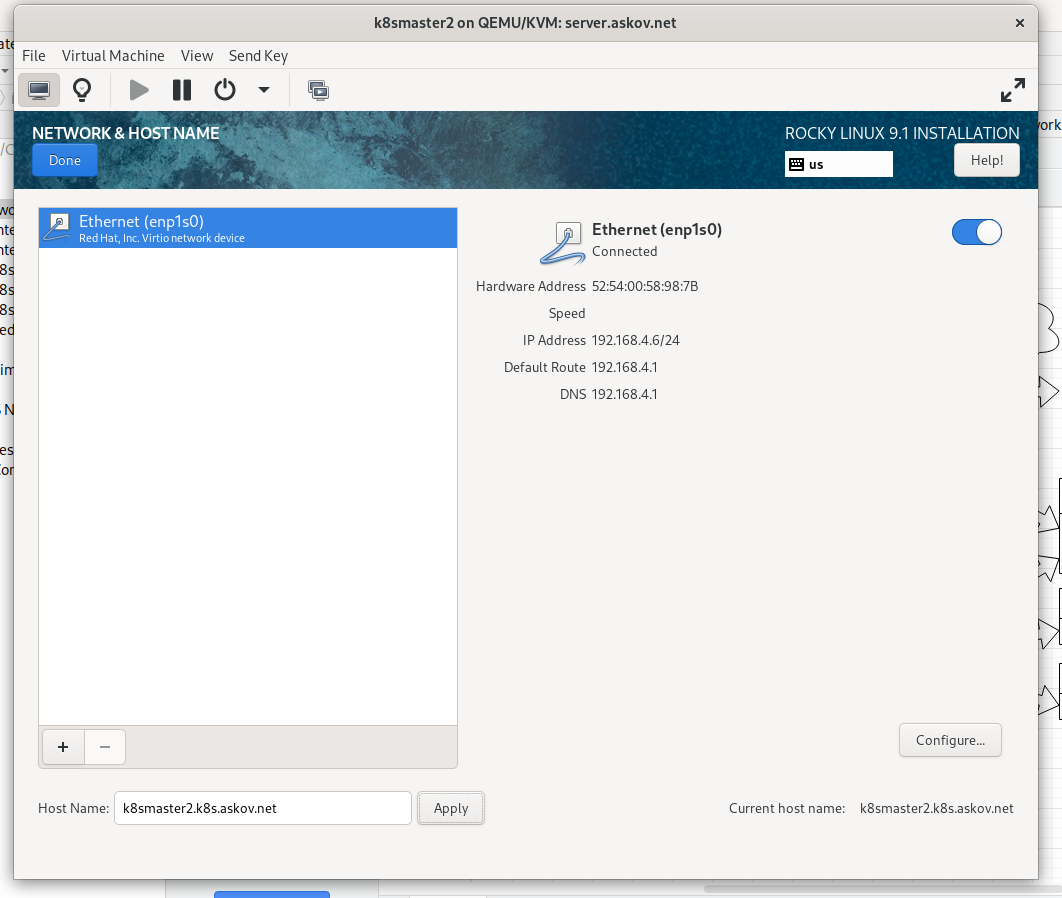 k8smaster2 on QEMU/KVM: server.askov.net
File Virtual Machine View Send Key
NETWORK & HOST NAME
ROCKY LINUX 9.1 INSTALLATION
Done
us
Help!
Ethernet (enp1s0)
Red Hat, Inc. Virtio network device
Ethernet (enp1s0)
Connected
Hardware Address 52:54:00:58:98:7B
Speed
IP Address 192.168.4.6/24
Default Route 192.168.4.1
DNS 192.168.4.1
Configure...
Host Name: k8smaster2.k8s.askov.net Apply
Current host name: k8smaster2.k8s.askov.net